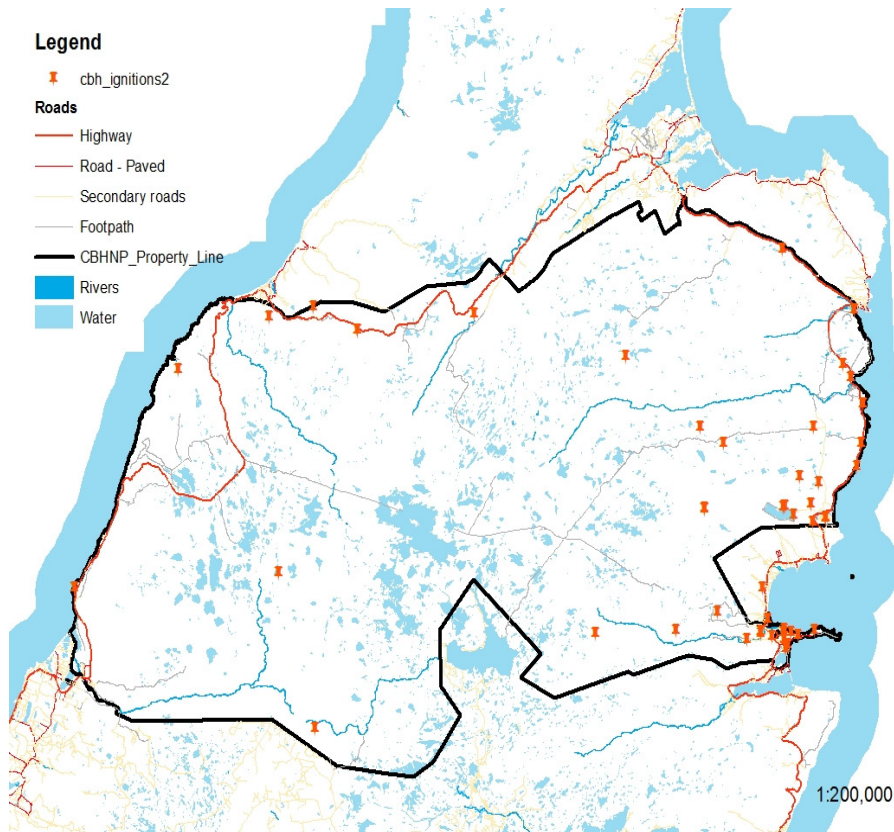 Legend
cbh_ignitions2
Roads
Highway
Road - Paved
Secondary roads
Footpath
CBHNP_Property_Line
Rivers
Water
1:200,000